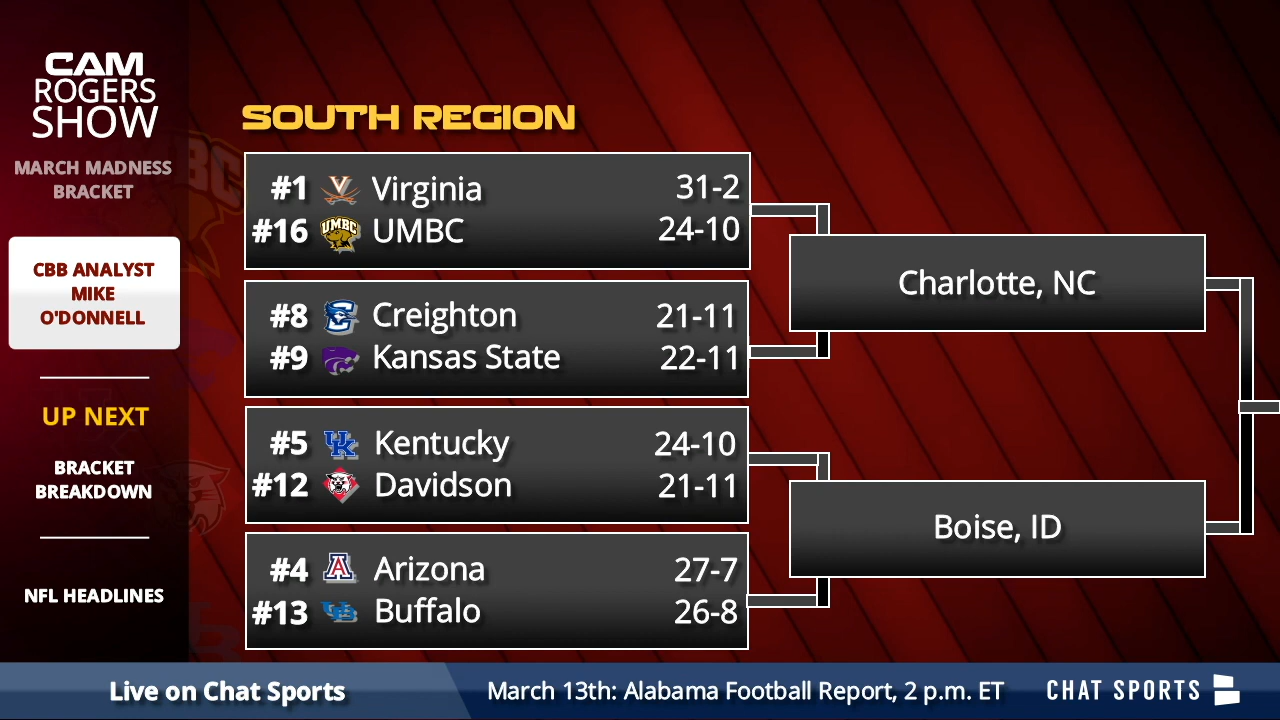 CAM
ROGERS
SHOW
MARCH MADNESS
BRACKET
CBB ANALYST
MIKE
O'DONNELL
UP NEXT
BRACKET
BREAKDOWN
NFL HEADLINES
SOUTH REGION
#1 Virginia 31-2
#16 UMBC UMBC 24-10
#8 Creighton 21-11
#9 Kansas State 22-11
#5 UK Kentucky 24-10
#12 Davidson 21-11
#4 A Arizona 27-7
#13 UB Buffalo 26-8
Charlotte, NC
Boise, ID
Live on Chat Sports March 13th: Alabama Football Report, 2 p.m. ET CHAT SPORTS